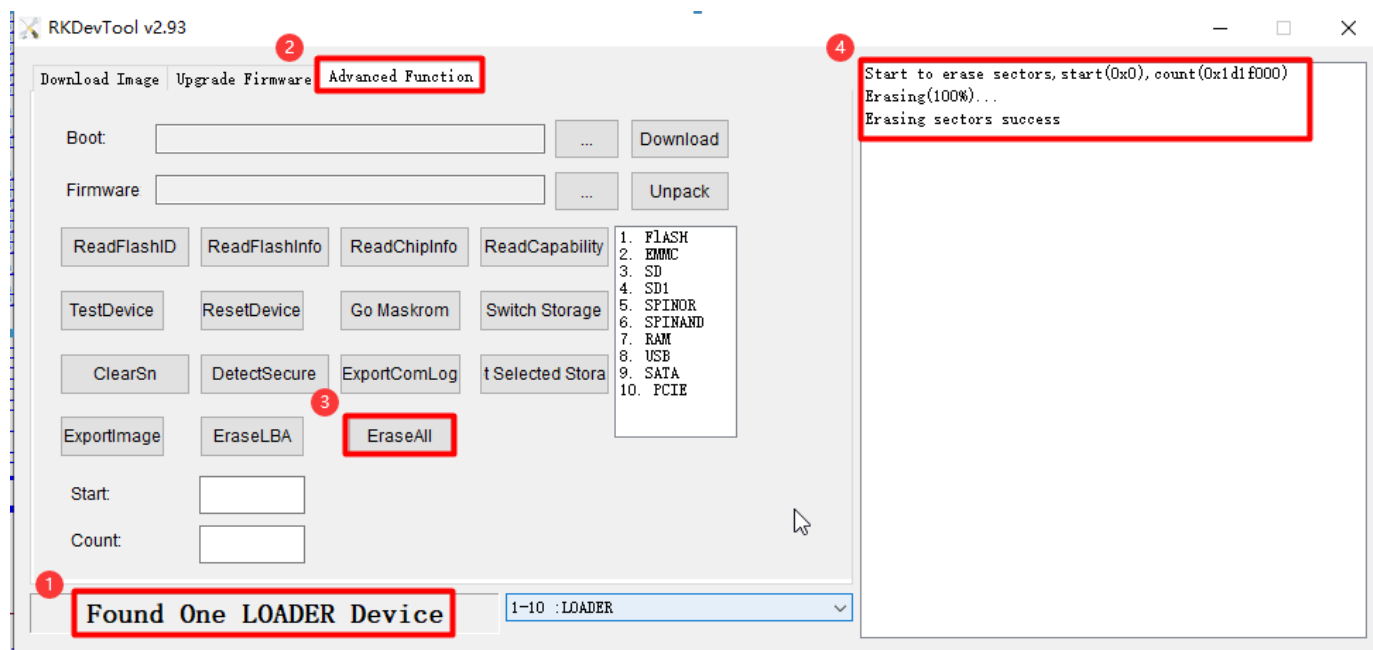 RKDevTool v2.93
2
4
Download Image
Upgrade Firmware
Advanced Function
Start to erase sectors, start(0x0), count(0x1d1f000)
Erasing(100%)...
Erasing sectors success
Boot:
...
Download
Firmware
...
Unpack
ReadFlashID
ReadFlashInfo
ReadChipInfo
ReadCapability
1. FlASH
2. EMMC
3. SD
4. SD1
5. SPINOR
6. SPINAND
7. RAM
8. USB
9. SATA
10. PCIE
TestDevice
ResetDevice
Go Maskrom
Switch Storage
ClearSn
DetectSecure
ExportComLog
t Selected Stora
3
ExportImage
EraseLBA
EraseAll
Start:
Count:
1
Found One LOADER Device
1-10 :LOADER